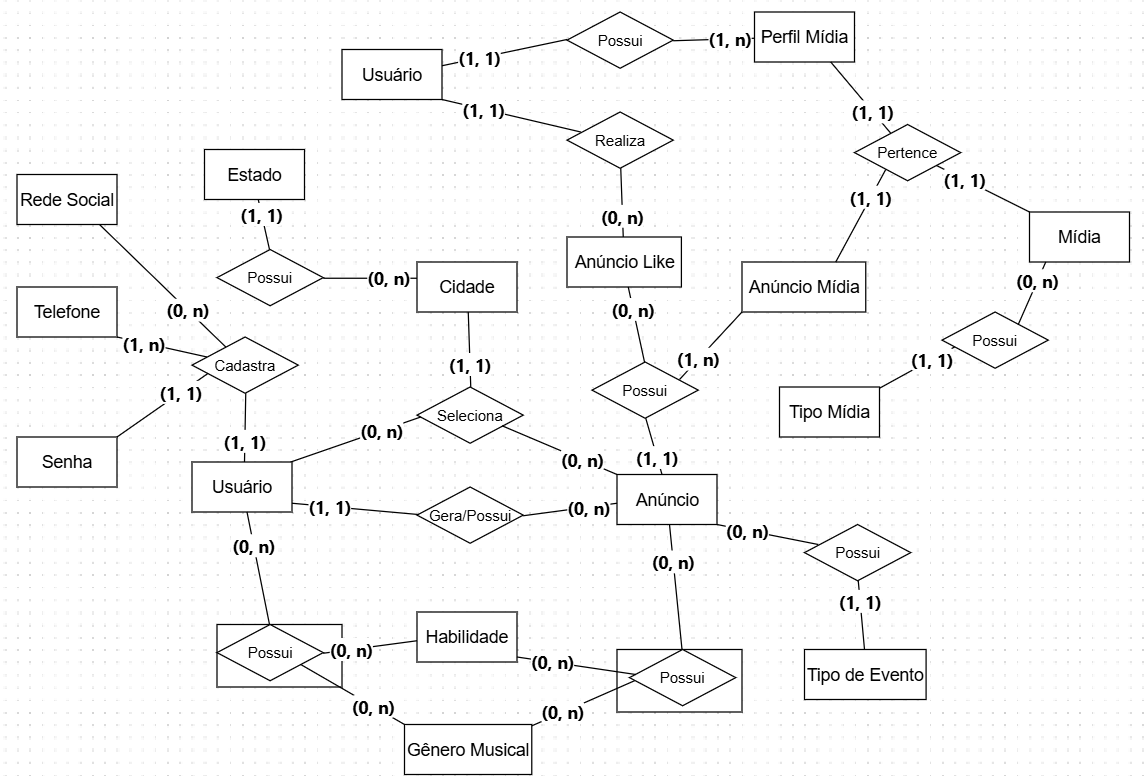 Possui
(1, n)
Perfil Mídia
(1, 1)
Usuário
(1, 1)
(1, 1)
Realiza
Pertence
(1, 1)
(1, 1)
Estado
Rede Social
(1, 1)
(0, n)
Mídia
Anúncio Like
Possui
(0, n)
Cidade
Anúncio Mídia
(0, n)
Telefone
(0, n)
(0, n)
(1, n)
Possui
Cadastra
(1, 1)
(1, n)
(1, 1)
(1, 1)
Possui
Tipo Mídia
Seleciona
(0, n)
(1, 1)
(0, n)
(1, 1)
Senha
Usuário
(1, 1)
Gera/Possui
(0, n)
Anúncio
(0, n)
(0, n)
(0, n)
Possui
(1, 1)
Habilidade
Possui
(0, n)
(0, n)
Possui
Tipo de Evento
(0, n)
(0, n)
Gênero Musical